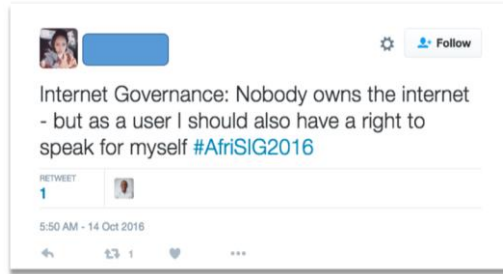 Follow
Internet Governance: Nobody owns the internet
- but as a user I should also have a right to
speak for myself #AfriSIG2016
RETWEET
1
5:50 AM - 14 Oct 2016
1